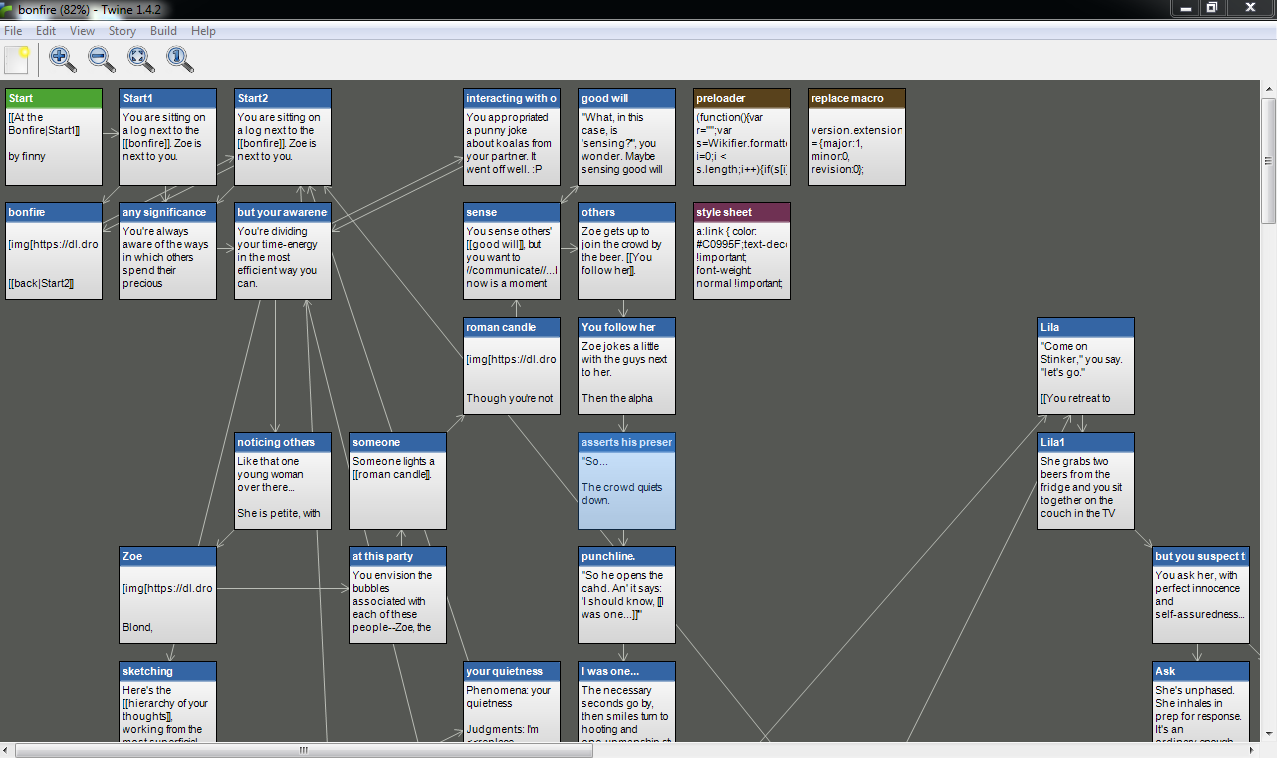 bonfire (82%) - Twine 1.4.2
File Edit View Story Build Help
Start
[[At the
Bonfire|Start1]]
by finny
Start1
You are sitting on
a log next to the
[[bonfire]]. Zoe is
next to you.
Start2
You are sitting on
a log next to the
[[bonfire]]. Zoe is
next to you.
interacting with o
You appropriated
a punny joke
about koalas from
your partner. It
went off well. :P
good will
"What, in this
case, is
'sensing?'", you
wonder. Maybe
sensing good will
preloader
(function(){var
r="";var
s=Wikifier.formatte
i=0;i <
s.length;i++){if(s[i
replace macro
version.extension
= {major:1,
minor:0,
revision:0};
bonfire
[img[https://dl.dro
[[back|Start2]]
any significance
You're always
aware of the ways
in which others
spend their
precious
but your awarene
You're dividing
your time-energy
in the most
efficient way you
can.
sense
You sense others'
[[good will]], but
you want to
//communicate//...
now is a moment
others
Zoe gets up to
join the crowd by
the beer. [[You
follow her]].
style sheet
a:link { color:
#C0995F;text-deco
!important;
font-weight:
normal !important;
roman candle
[img[https://dl.dro
Though you're not
You follow her
Zoe jokes a little
with the guys next
to her.
Then the alpha
Lila
"Come on
Stinker," you say.
"let's go."
[[You retreat to
noticing others
Like that one
young woman
over there...
She is petite, with
someone
Someone lights a
[[roman candle]].
asserts his preser
"So...
The crowd quiets
down.
Lila1
She grabs two
beers from the
fridge and you sit
together on the
couch in the TV
Zoe
[img[https://dl.dro
Blond,
at this party
You envision the
bubbles
associated with
each of these
people--Zoe, the
punchline.
"So he opens the
cahd. An' it says:
'I should know, [[I
was one...]]'"
but you suspect t
You ask her, with
perfect innocence
and
self-assuredness...
sketching
Here's the
[[hierarchy of your
thoughts]],
working from the
most superficial
your quietness
Phenomena: your
quietness
Judgments: I'm
I was one...
The necessary
seconds go by,
then smiles turn to
hooting and
Ask
She's unphased.
She inhales in
prep for response.
It's an